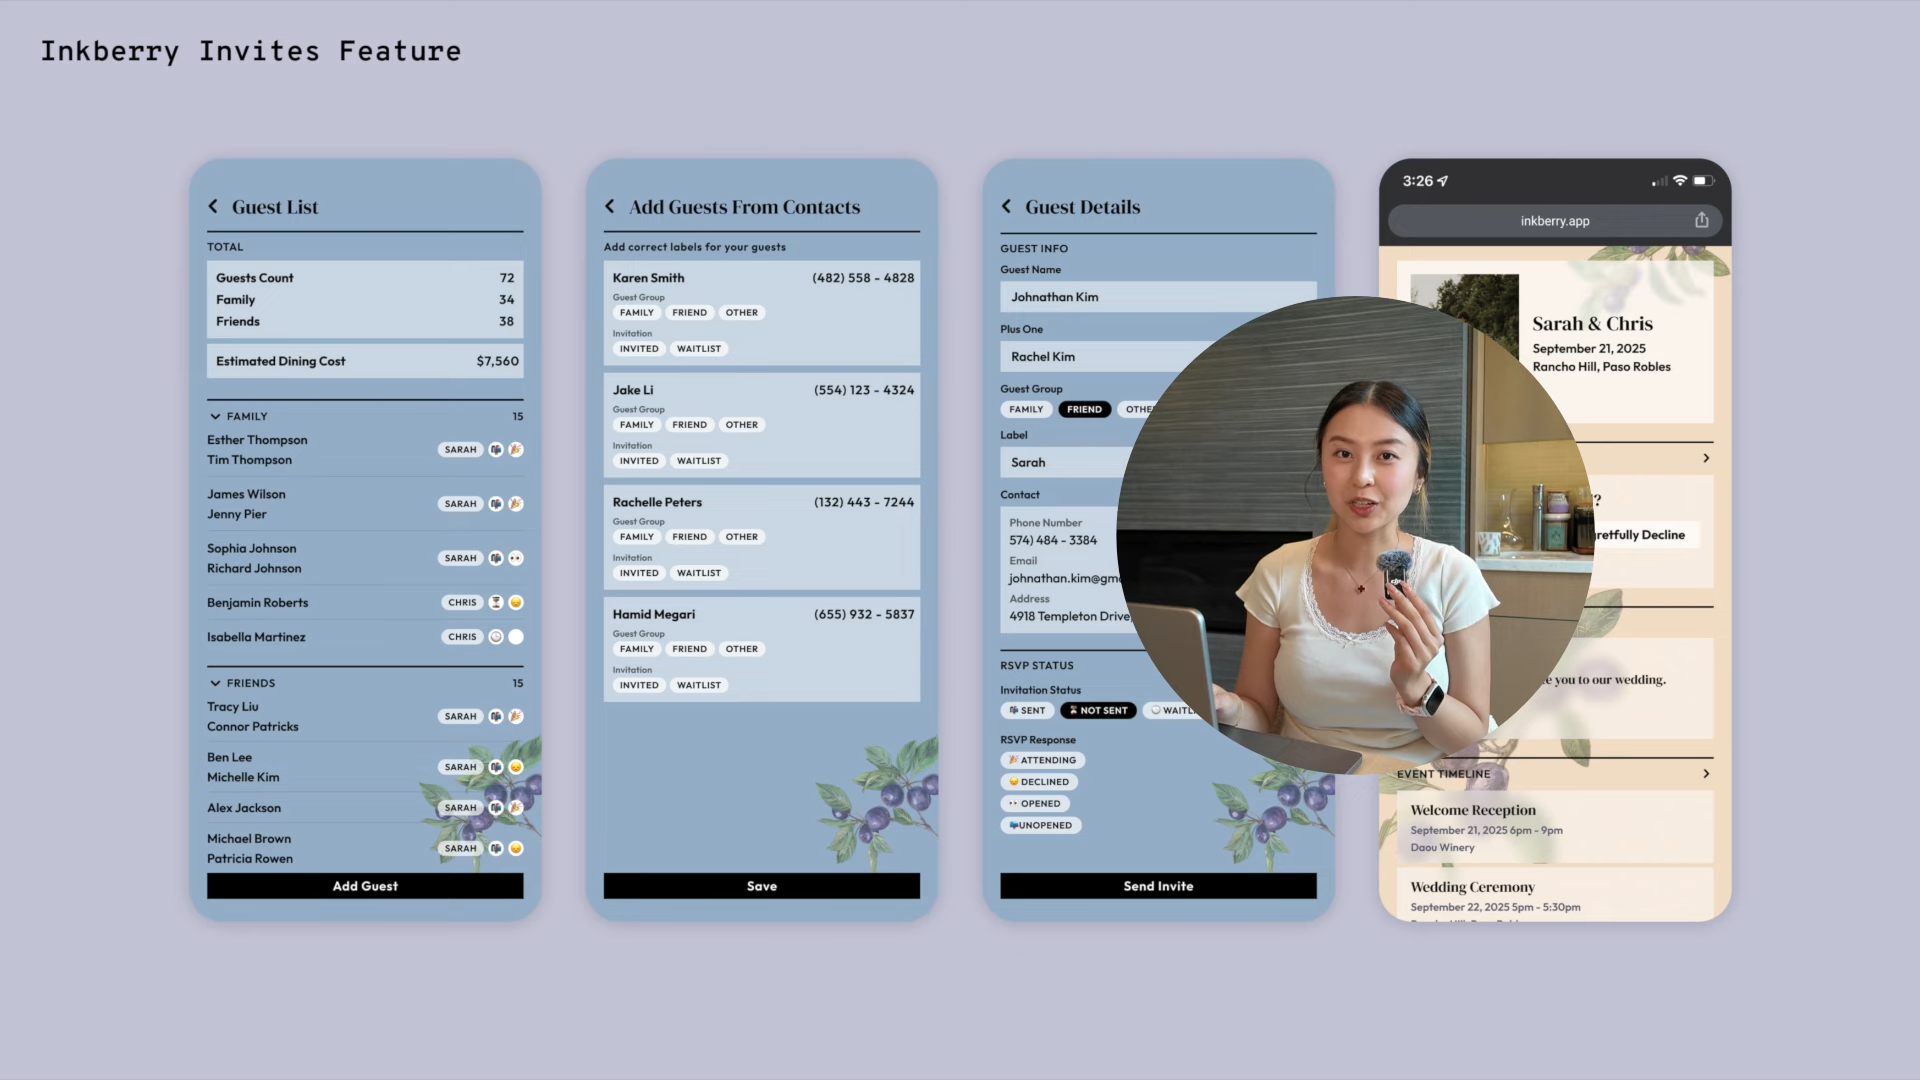 Inkberry Invites Feature
Guest List
TOTAL
Guests Count 72
Family 34
Friends 38
Estimated Dining Cost $7,560
FAMILY 15
Esther Thompson
Tim Thompson
SARAH
James Wilson
Jenny Pier
SARAH
Sophia Johnson
Richard Johnson
SARAH
Benjamin Roberts CHRIS
Isabella Martinez CHRIS
FRIENDS 15
Tracy Liu
Connor Patricks
SARAH
Ben Lee
Michelle Kim
SARAH
Alex Jackson SARAH
Michael Brown
Patricia Rowen
SARAH
Add Guest
Add Guests From Contacts
Add correct labels for your guests
Karen Smith (482) 558 - 4828
Guest Group
FAMILY FRIEND OTHER
Invitation
INVITED WAITLIST
Jake Li (554) 123 - 4324
Guest Group
FAMILY FRIEND OTHER
Invitation
INVITED WAITLIST
Rachelle Peters (132) 443 - 7244
Guest Group
FAMILY FRIEND OTHER
Invitation
INVITED WAITLIST
Hamid Megari (655) 932 - 5837
Guest Group
FAMILY FRIEND OTHER
Invitation
INVITED WAITLIST
Save
Guest Details
GUEST INFO
Guest Name
Johnathan Kim
Plus One
Rachel Kim
Guest Group
FAMILY FRIEND OTHE
Label
Sarah
Contact
Phone Number
574) 484 - 3384
Email
johnathan.kim@gm
Address
4918 Templeton Drive,
RSVP STATUS
Invitation Status
SENT NOT SENT WAITL
RSVP Response
ATTENDING
DECLINED
OPENED
UNOPENED
Send Invite
3:26
inkberry.app
Sarah & Chris
September 21, 2025
Rancho Hill, Paso Robles
?
retfully Decline
e you to our wedding.
EVENT TIMELINE
Welcome Reception
September 21, 2025 6pm - 9pm
Daou Winery
Wedding Ceremony
September 22, 2025 5pm - 5:30pm